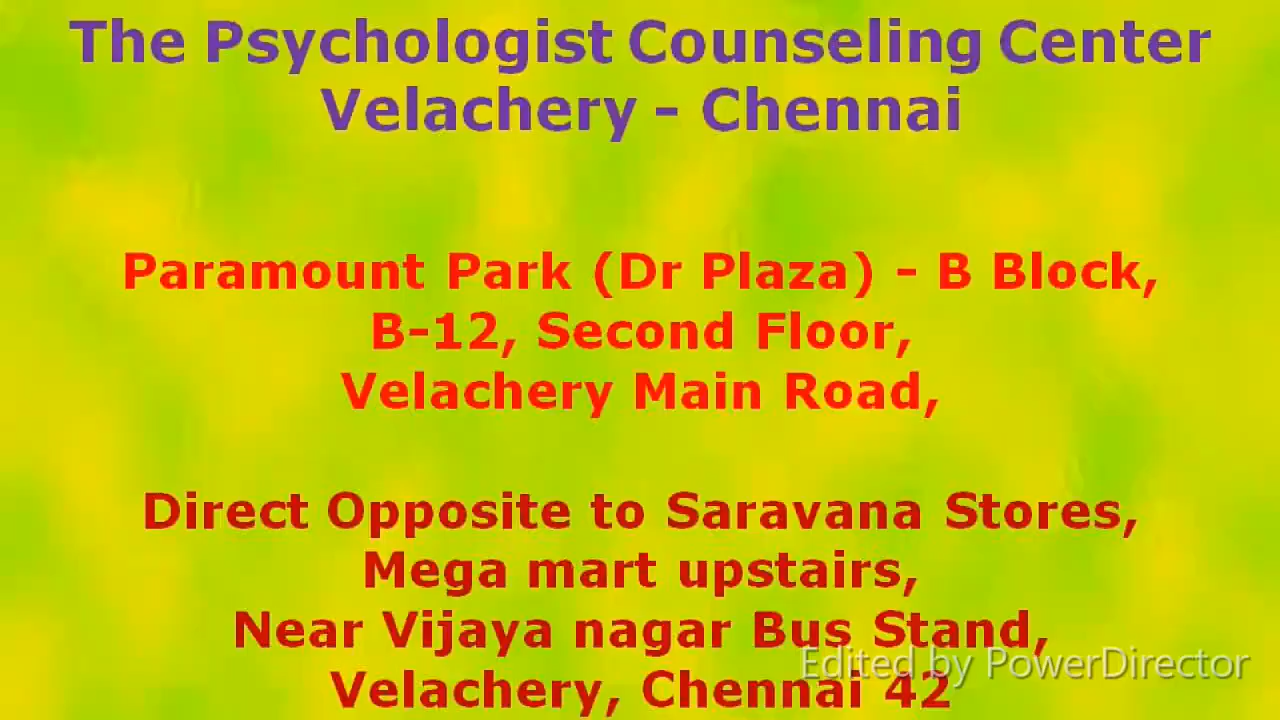 The Psychologist Counseling Center
Velachery - Chennai
Paramount Park (Dr Plaza) - B Block,
B-12, Second Floor,
Velachery Main Road,
Direct Opposite to Saravana Stores,
Mega mart upstairs,
Near Vijaya nagar Bus Stand,
Edited by PowerDirector
Velachery, Chennai 42